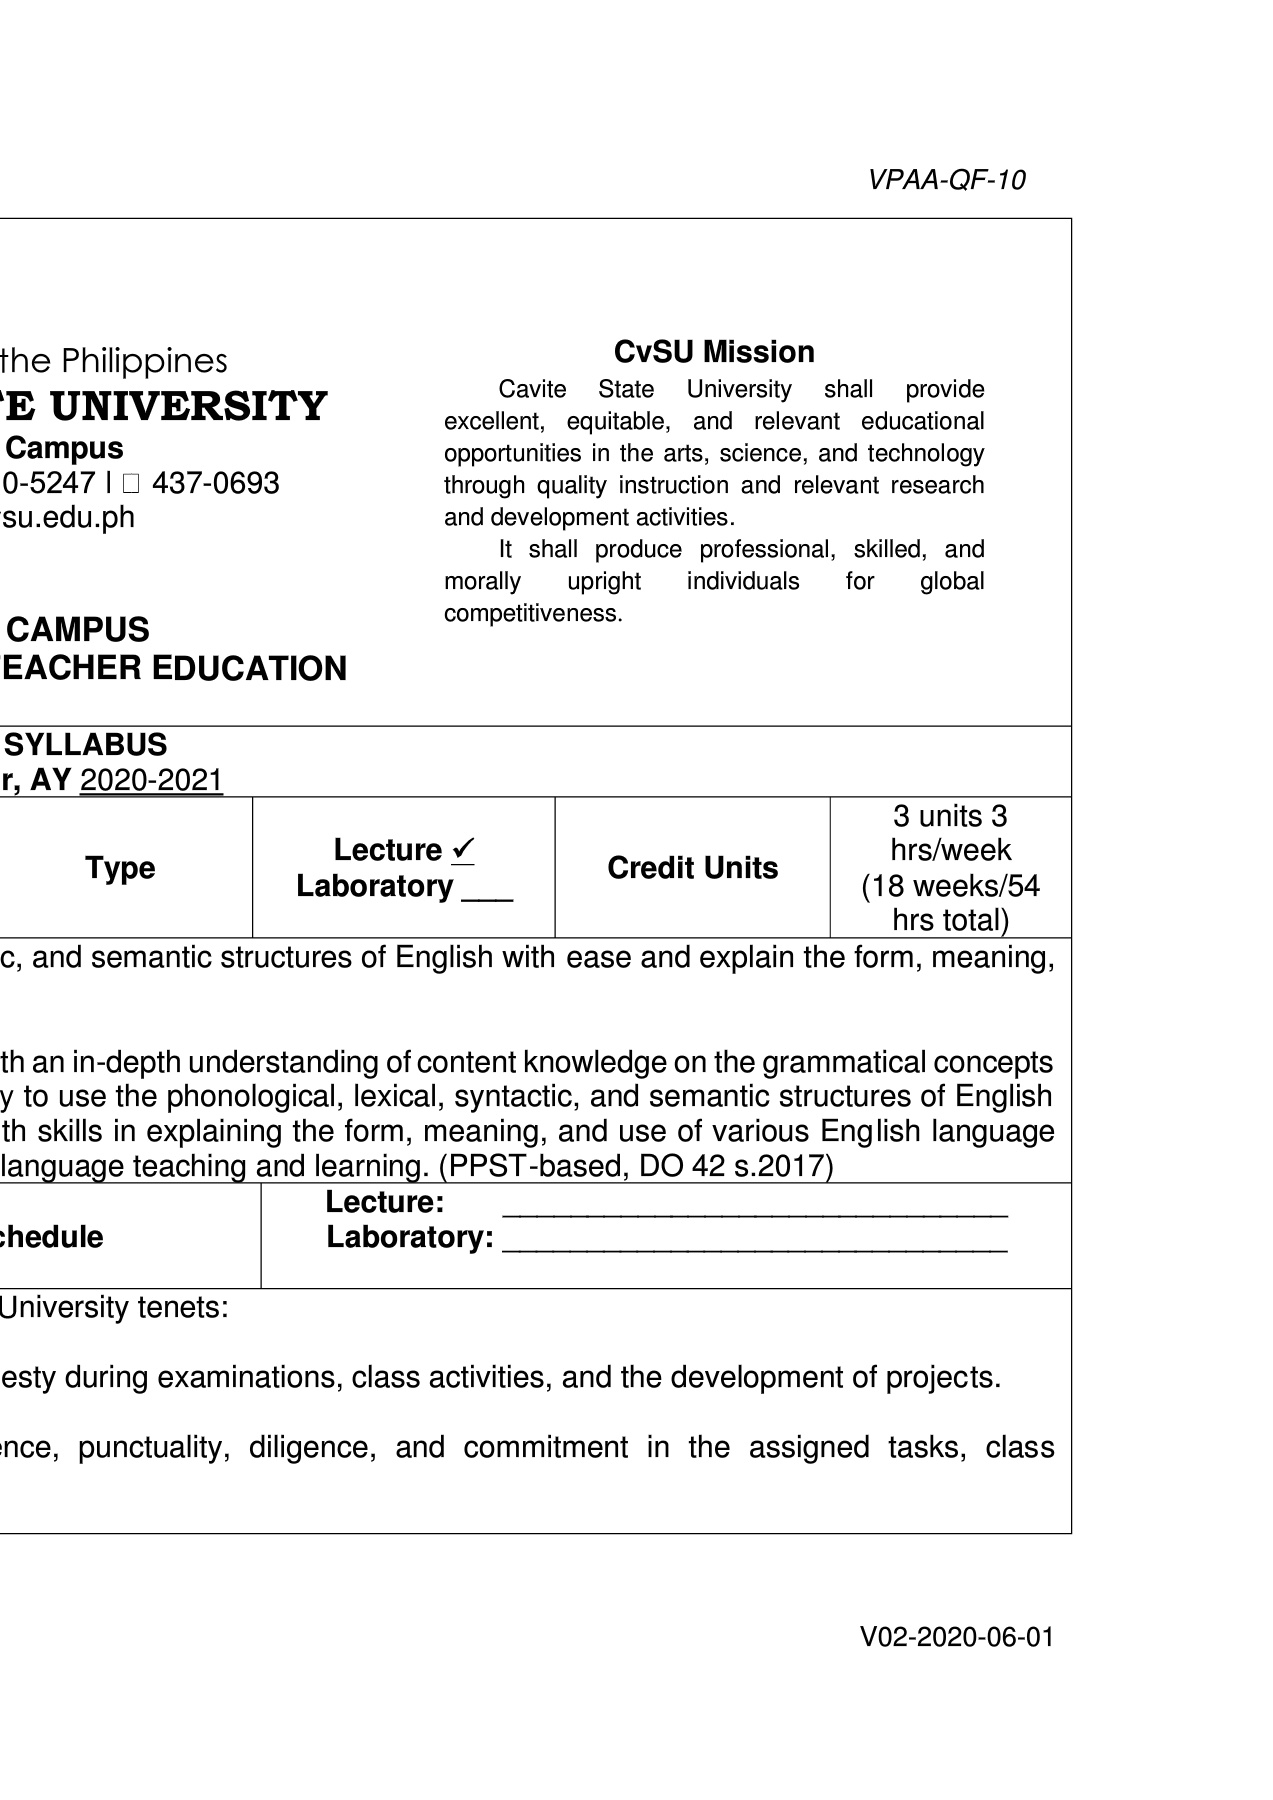 VPAA-QF-10
the Philippines
TE UNIVERSITY
Campus
0-5247 | □ 437-0693
vsu.edu.ph
CAMPUS
TEACHER EDUCATION
CvSU Mission
Cavite State University shall provide
excellent, equitable, and relevant educational
opportunities in the arts, science, and technology
through quality instruction and relevant research
and development activities.
It shall produce professional, skilled, and
morally upright individuals for global
competitiveness.
SYLLABUS
r, AY 2020-2021
Type
Lecture ✓
Laboratory ___
Credit Units
3 units 3
hrs/week
(18 weeks/54
hrs total)
c, and semantic structures of English with ease and explain the form, meaning,
th an in-depth understanding of content knowledge on the grammatical concepts
y to use the phonological, lexical, syntactic, and semantic structures of English
th skills in explaining the form, meaning, and use of various English language
language teaching and learning. (PPST-based, DO 42 s.2017)
chedule
Lecture: ______________________________
Laboratory: ______________________________
University tenets:
esty during examinations, class activities, and the development of projects.
ence, punctuality, diligence, and commitment in the assigned tasks, class
V02-2020-06-01